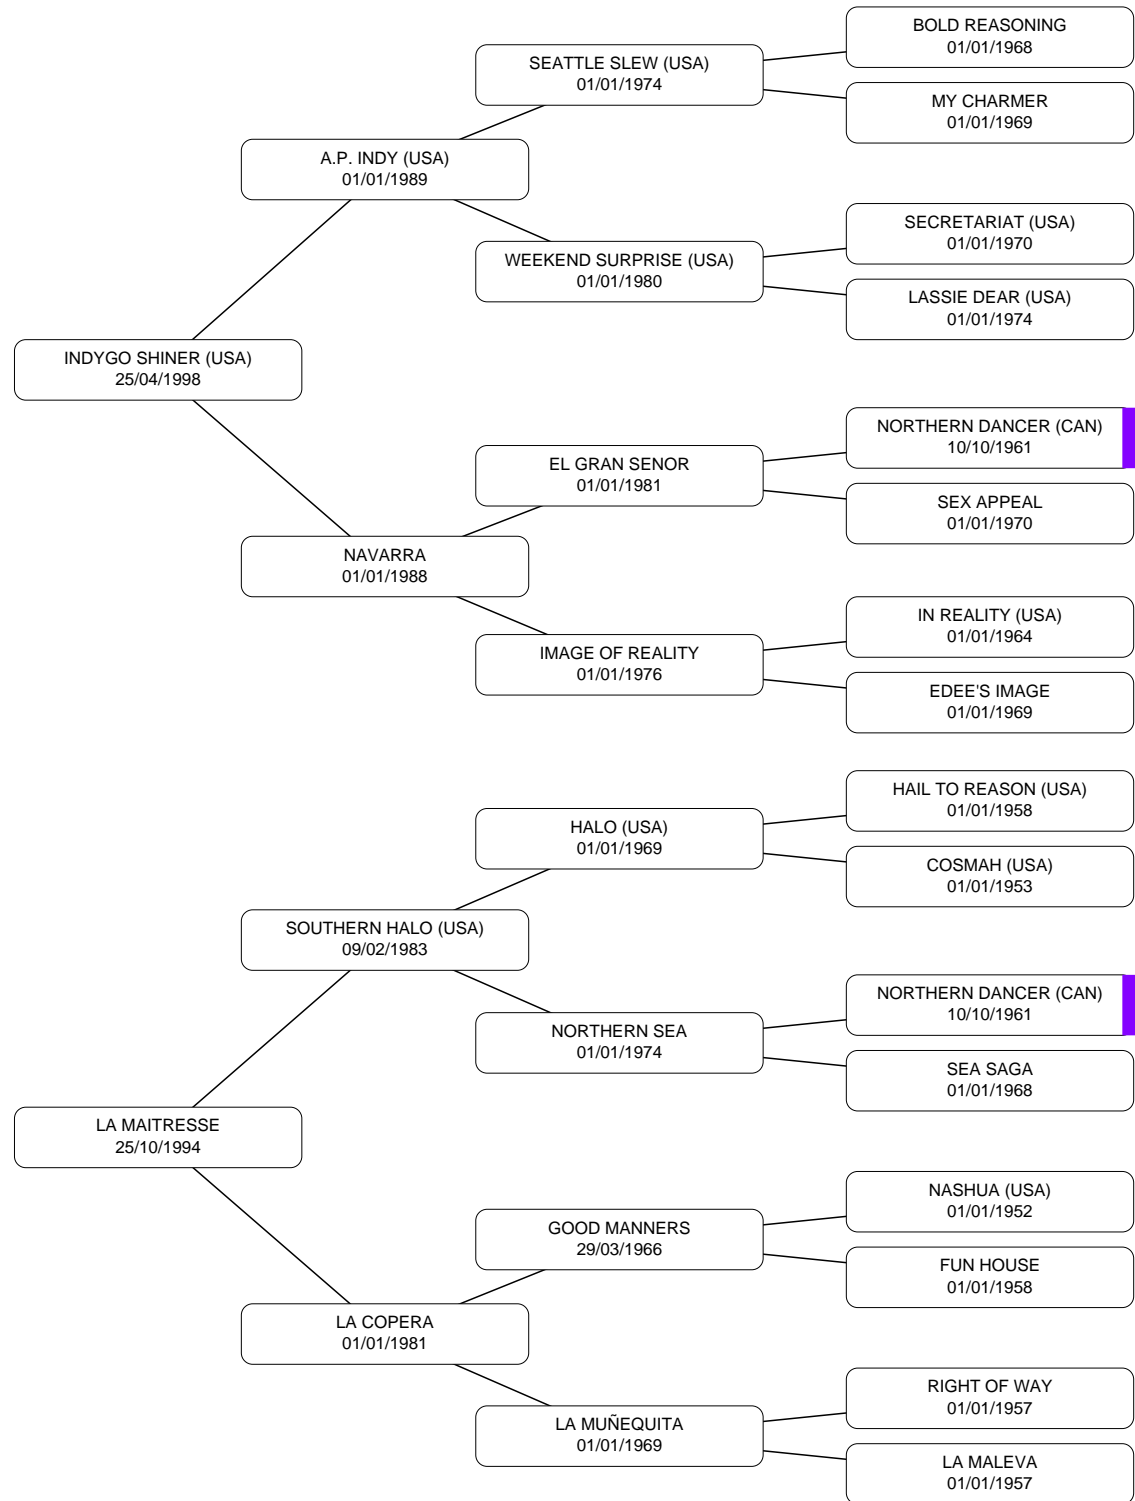 BOLD REASONING
01/01/1968
SEATTLE SLEW (USA)
01/01/1974
MY CHARMER
01/01/1969
A.P. INDY (USA)
01/01/1989
SECRETARIAT (USA)
01/01/1970
WEEKEND SURPRISE (USA)
01/01/1980
LASSIE DEAR (USA)
01/01/1974
INDYGO SHINER (USA)
25/04/1998
NORTHERN DANCER (CAN)
10/10/1961
EL GRAN SENOR
01/01/1981
SEX APPEAL
01/01/1970
NAVARRA
01/01/1988
IN REALITY (USA)
01/01/1964
IMAGE OF REALITY
01/01/1976
EDEE'S IMAGE
01/01/1969
HAIL TO REASON (USA)
01/01/1958
HALO (USA)
01/01/1969
COSMAH (USA)
01/01/1953
SOUTHERN HALO (USA)
09/02/1983
NORTHERN DANCER (CAN)
10/10/1961
NORTHERN SEA
01/01/1974
SEA SAGA
01/01/1968
LA MAITRESSE
25/10/1994
NASHUA (USA)
01/01/1952
GOOD MANNERS
29/03/1966
FUN HOUSE
01/01/1958
LA COPERA
01/01/1981
RIGHT OF WAY
01/01/1957
LA MUÑEQUITA
01/01/1969
LA MALEVA
01/01/1957